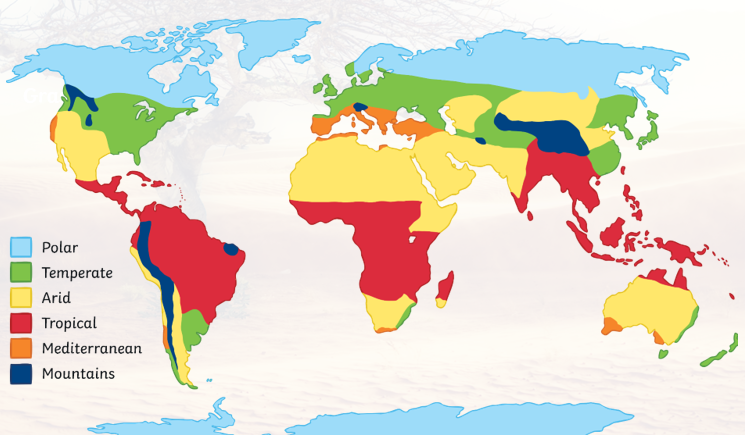 Polar
Temperate
Arid
Tropical
Mediterranean
Mountains